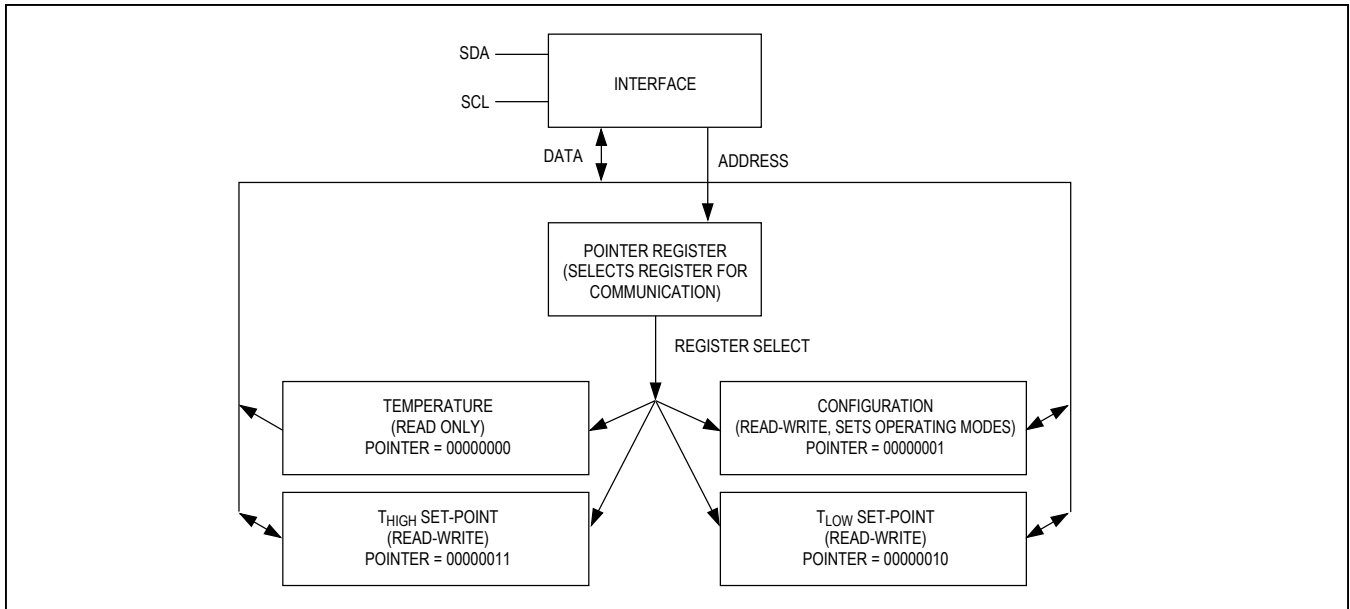 SDA
SCL
INTERFACE
DATA
ADDRESS
POINTER REGISTER
(SELECTS REGISTER FOR
COMMUNICATION)
REGISTER SELECT
TEMPERATURE
(READ ONLY)
POINTER = 00000000
CONFIGURATION
(READ-WRITE, SETS OPERATING MODES)
POINTER = 00000001
THIGH SET-POINT
(READ-WRITE)
POINTER = 00000011
TLOW SET-POINT
(READ-WRITE)
POINTER = 00000010